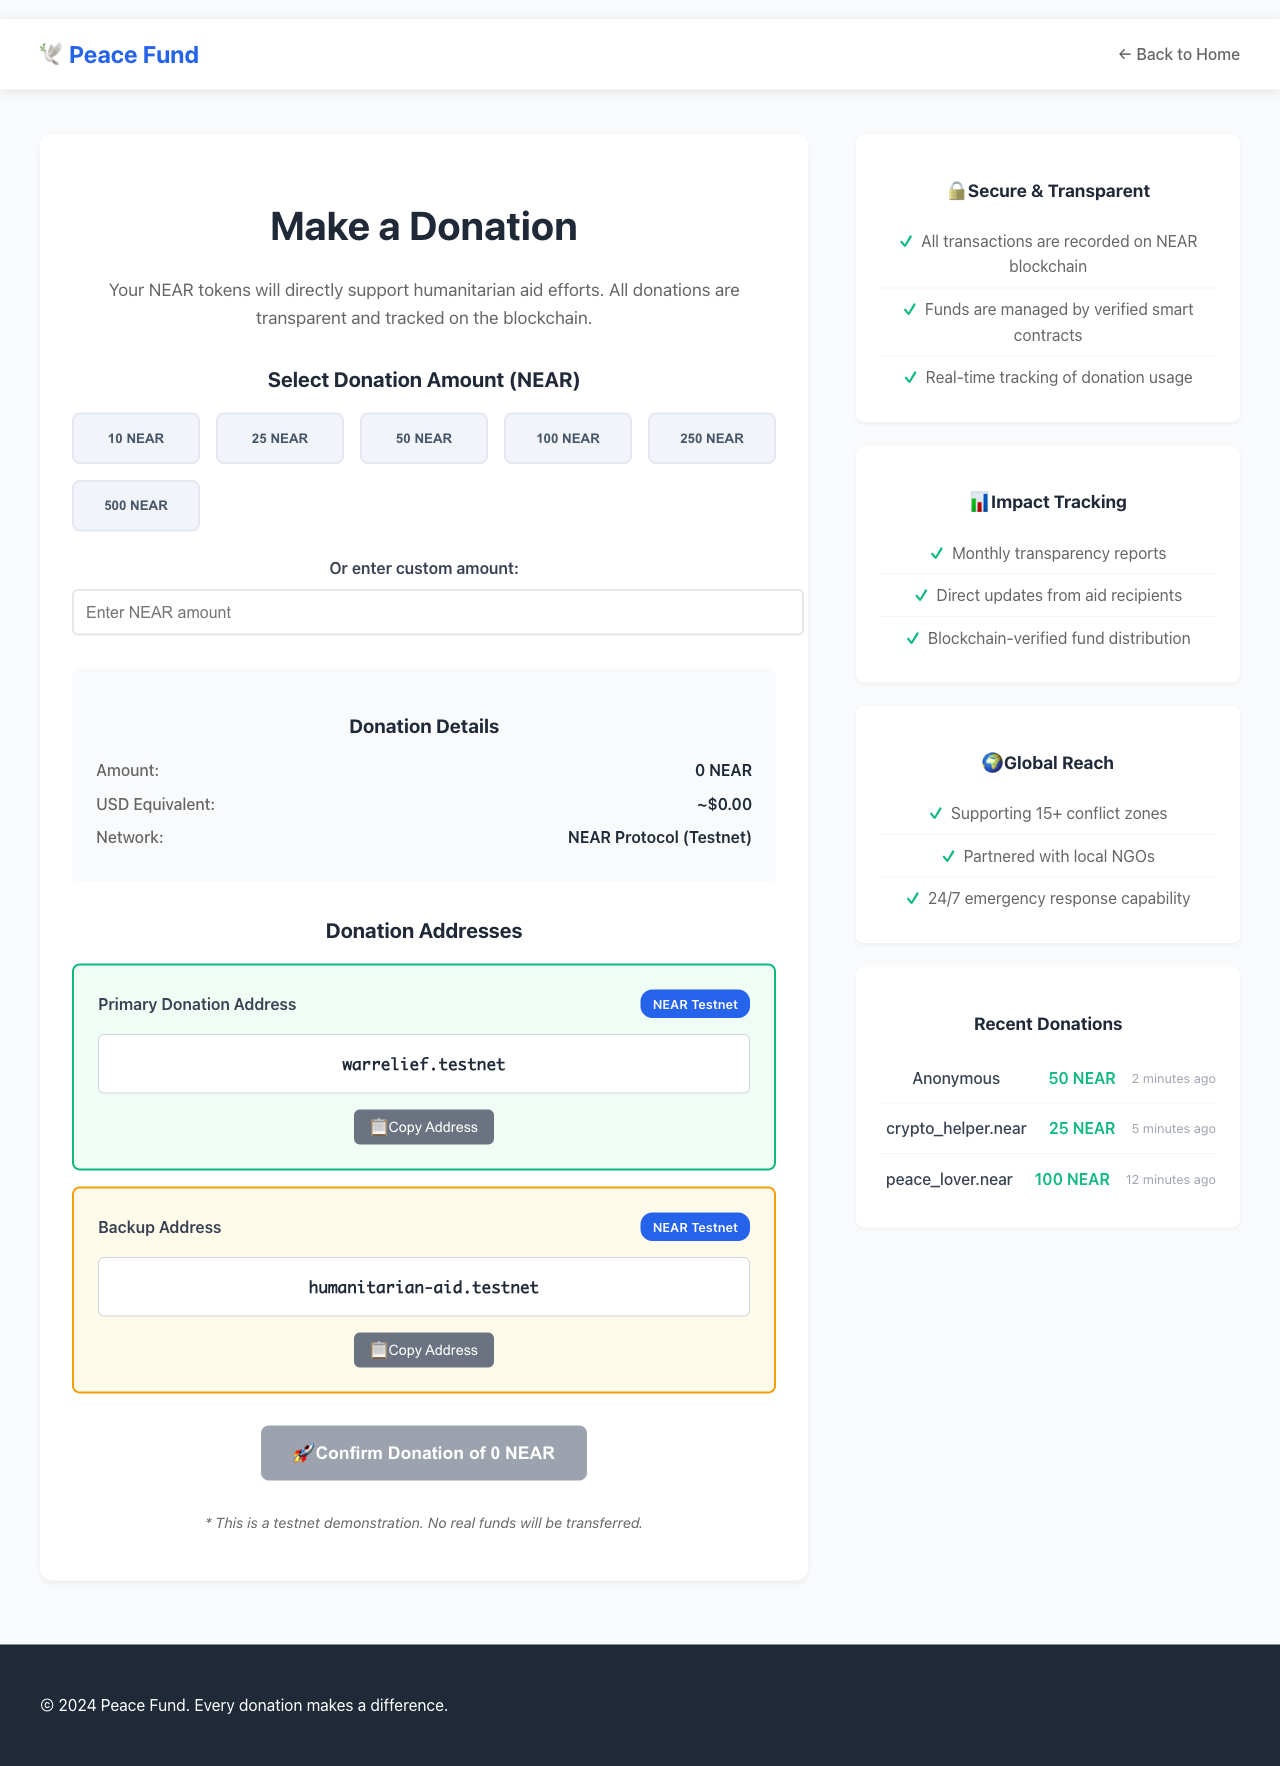 Peace Fund
← Back to Home
Make a Donation
Your NEAR tokens will directly support humanitarian aid efforts. All donations are
transparent and tracked on the blockchain.
Select Donation Amount (NEAR)
10 NEAR
25 NEAR
50 NEAR
100 NEAR
250 NEAR
500 NEAR
Or enter custom amount:
Enter NEAR amount
Donation Details
Amount: 0 NEAR
USD Equivalent: ~$0.00
Network: NEAR Protocol (Testnet)
Donation Addresses
Primary Donation Address
NEAR Testnet
warrelief.testnet
Copy Address
Backup Address
NEAR Testnet
humanitarian-aid.testnet
Copy Address
Confirm Donation of 0 NEAR
* This is a testnet demonstration. No real funds will be transferred.
Secure & Transparent
✓ All transactions are recorded on NEAR
blockchain
✓ Funds are managed by verified smart
contracts
✓ Real-time tracking of donation usage
Impact Tracking
✓ Monthly transparency reports
✓ Direct updates from aid recipients
✓ Blockchain-verified fund distribution
Global Reach
✓ Supporting 15+ conflict zones
✓ Partnered with local NGOs
✓ 24/7 emergency response capability
Recent Donations
Anonymous 50 NEAR 2 minutes ago
crypto_helper.near 25 NEAR 5 minutes ago
peace_lover.near 100 NEAR 12 minutes ago
© 2024 Peace Fund. Every donation makes a difference.